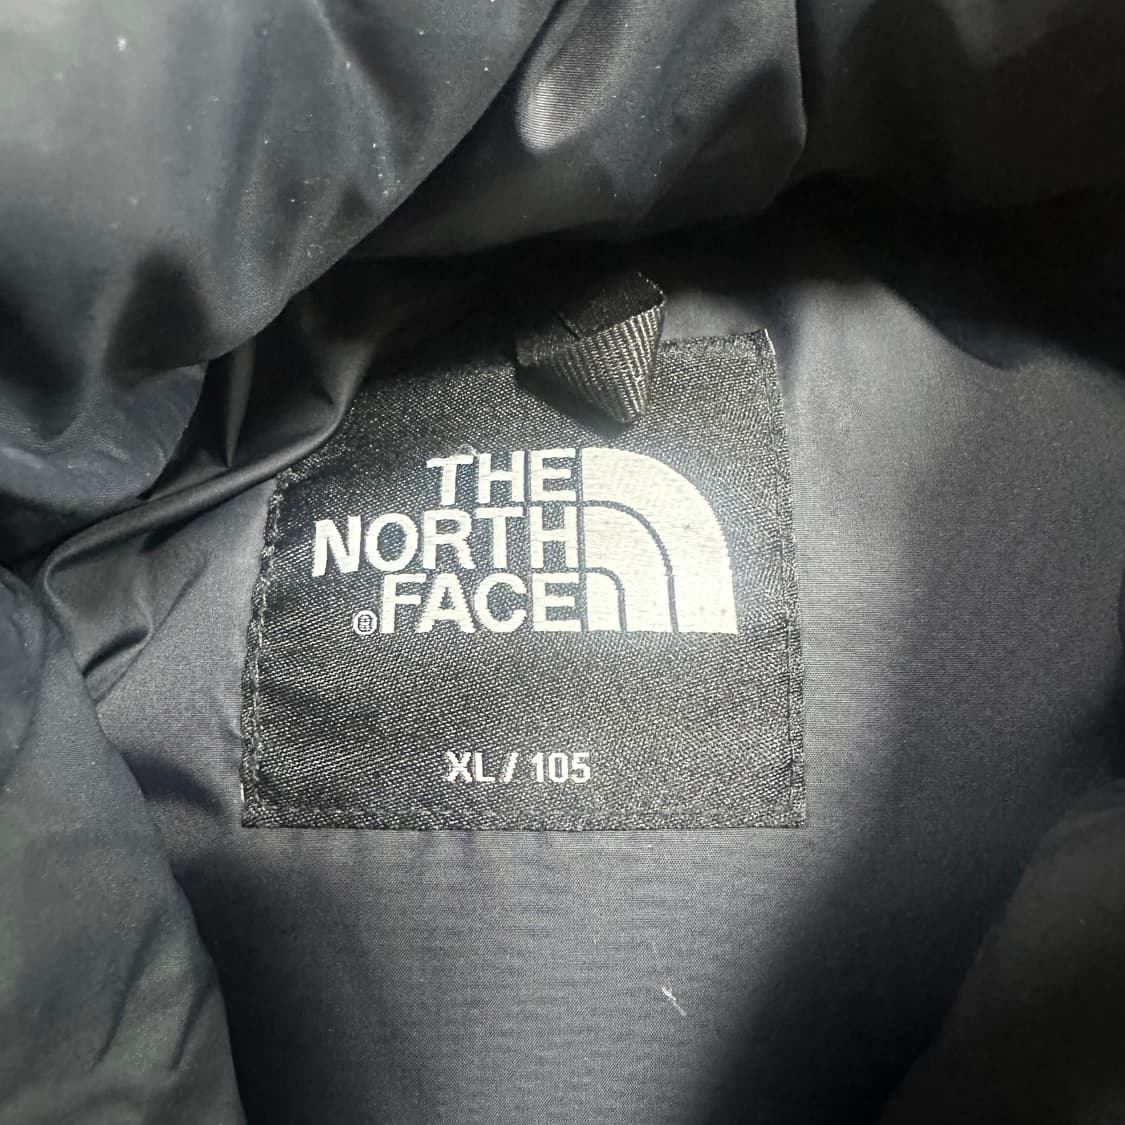 THE
NORTH
®FACE
XL / 105